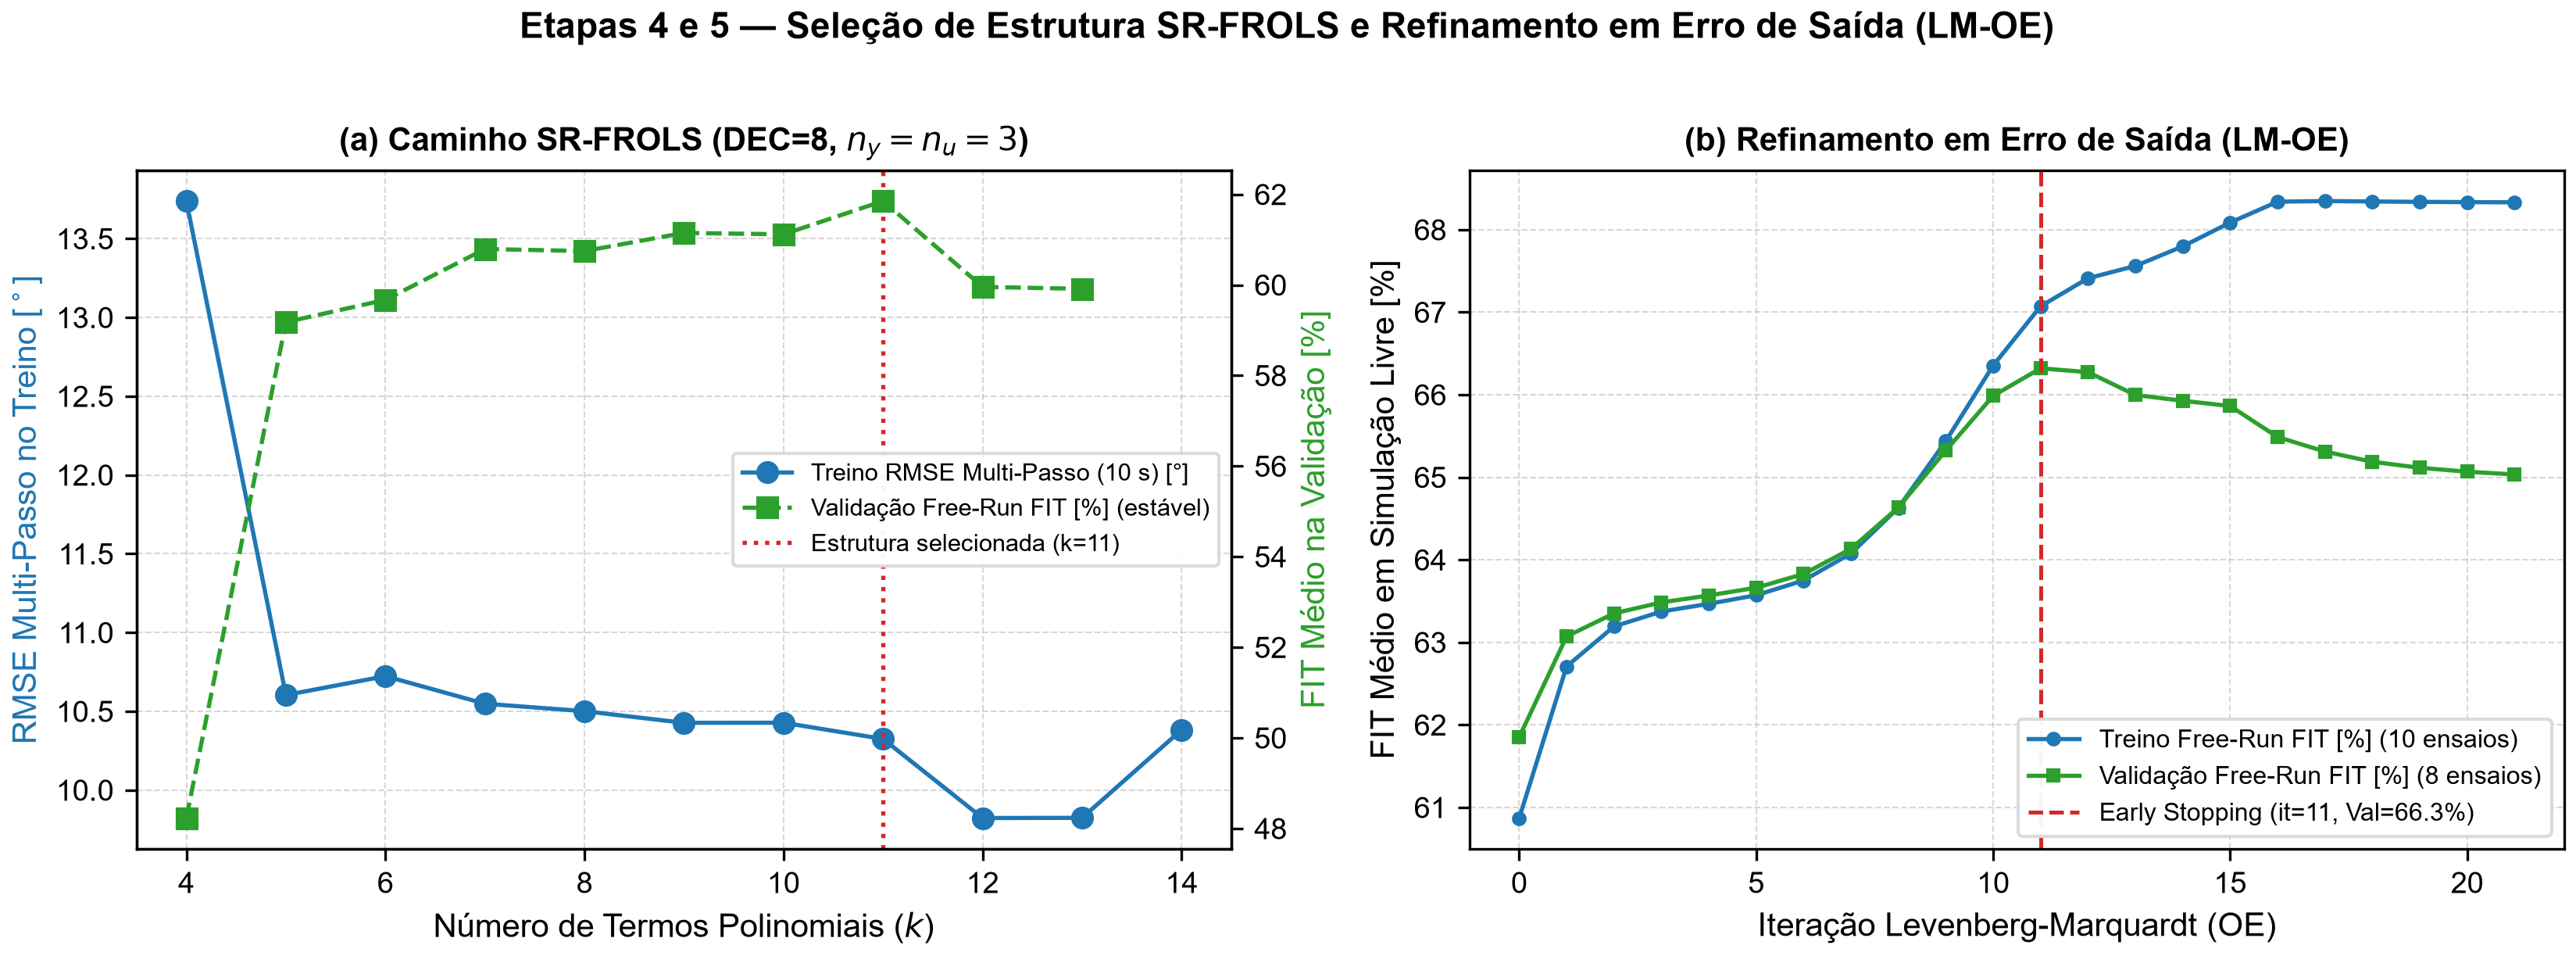 Etapas 4 e 5 — Seleção de Estrutura SR-FROLS e Refinamento em Erro de Saída (LM-OE)
(a) Caminho SR-FROLS (DEC=8, n_y = n_u = 3)
RMSE Multi-Passo no Treino [°]
13.5
13.0
12.5
12.0
11.5
11.0
10.5
10.0
4
6
8
10
12
14
Número de Termos Polinomiais (k)
62
60
58
56
54
52
50
48
FIT Médio na Validação [%]
Treino RMSE Multi-Passo (10 s) [°]
Validação Free-Run FIT [%] (estável)
Estrutura selecionada (k=11)
(b) Refinamento em Erro de Saída (LM-OE)
FIT Médio em Simulação Livre [%]
68
67
66
65
64
63
62
61
0
5
10
15
20
Iteração Levenberg-Marquardt (OE)
Treino Free-Run FIT [%] (10 ensaios)
Validação Free-Run FIT [%] (8 ensaios)
Early Stopping (it=11, Val=66.3%)